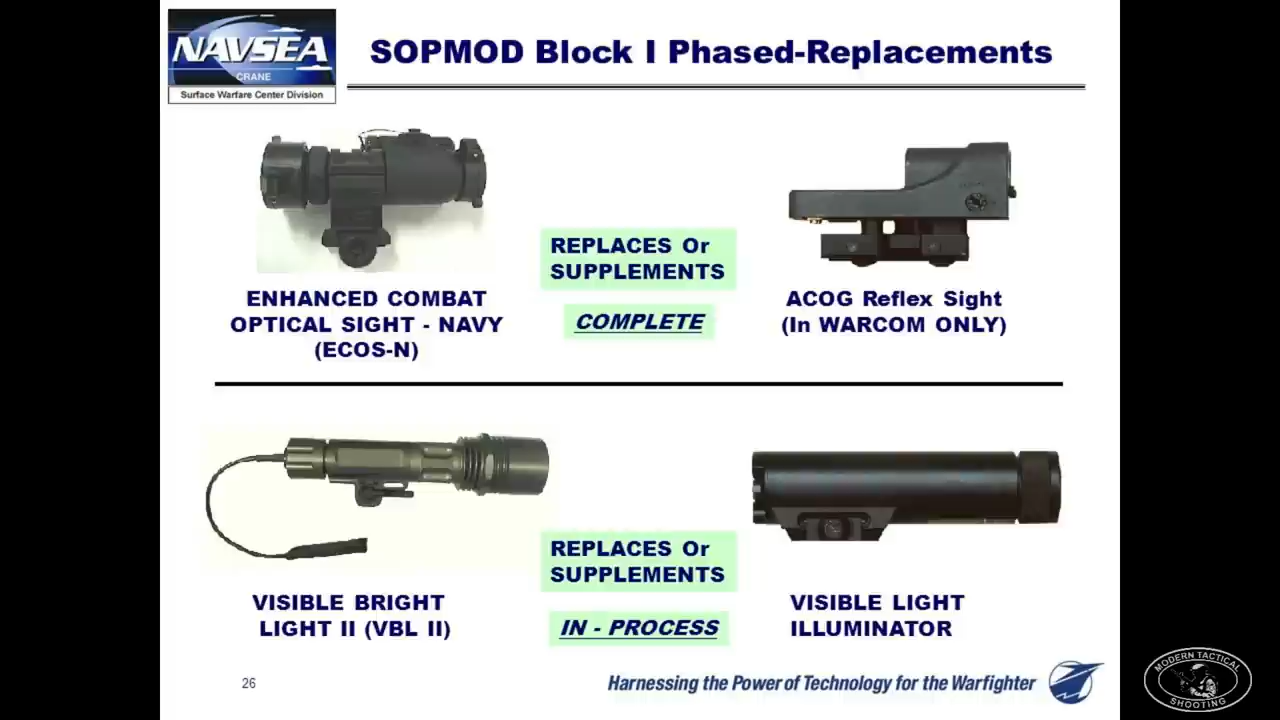 NAVSEA
CRANE
Surface Warfare Center Division
SOPMOD Block I Phased-Replacements
REPLACES Or
SUPPLEMENTS
COMPLETE
ENHANCED COMBAT
OPTICAL SIGHT - NAVY
(ECOS-N)
ACOG Reflex Sight
(In WARCOM ONLY)
REPLACES Or
SUPPLEMENTS
IN - PROCESS
VISIBLE BRIGHT
LIGHT II (VBL II)
VISIBLE LIGHT
ILLUMINATOR
26
Harnessing the Power of Technology for the Warfighter
MODERN TACTICAL
SHOOTING